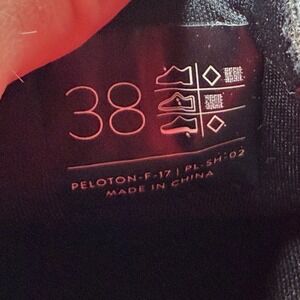 38
PELOTON-F-17 | PL-SH-02
MADE IN CHINA